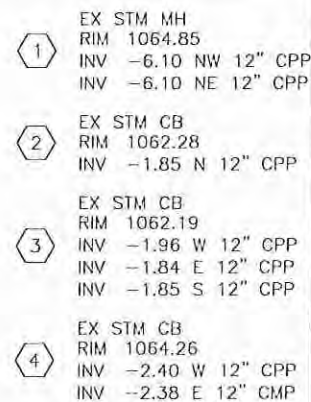 EX STM MH
1 RIM 1064.85
INV -6.10 NW 12" CPP
INV -6.10 NE 12" CPP
EX STM CB
2 RIM 1062.28
INV -1.85 N 12" CPP
EX STM CB
RIM 1062.19
3 INV -1.96 W 12" CPP
INV -1.84 E 12" CPP
INV -1.85 S 12" CPP
EX STM CB
RIM 1064.26
4 INV -2.40 W 12" CPP
INV -2.38 E 12" CMP